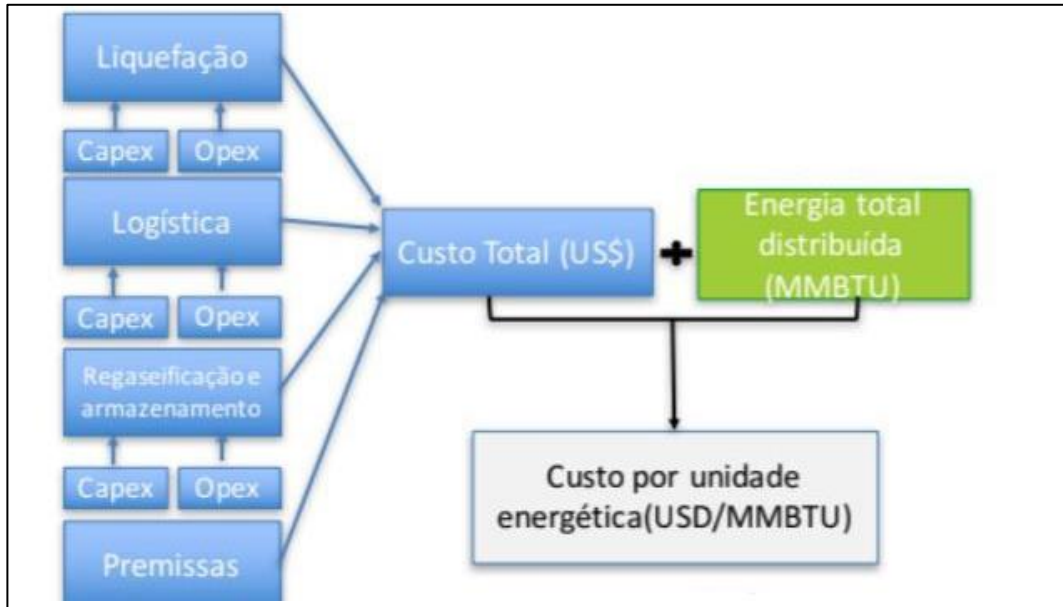 Liquefação
Capex
Opex
Logística
Capex
Opex
Regaseificação e
armazenamento
Capex
Opex
Premissas
Custo Total (US$)
+
Energia total
distribuída
(MMBTU)
Custo por unidade
energética(USD/MMBTU)